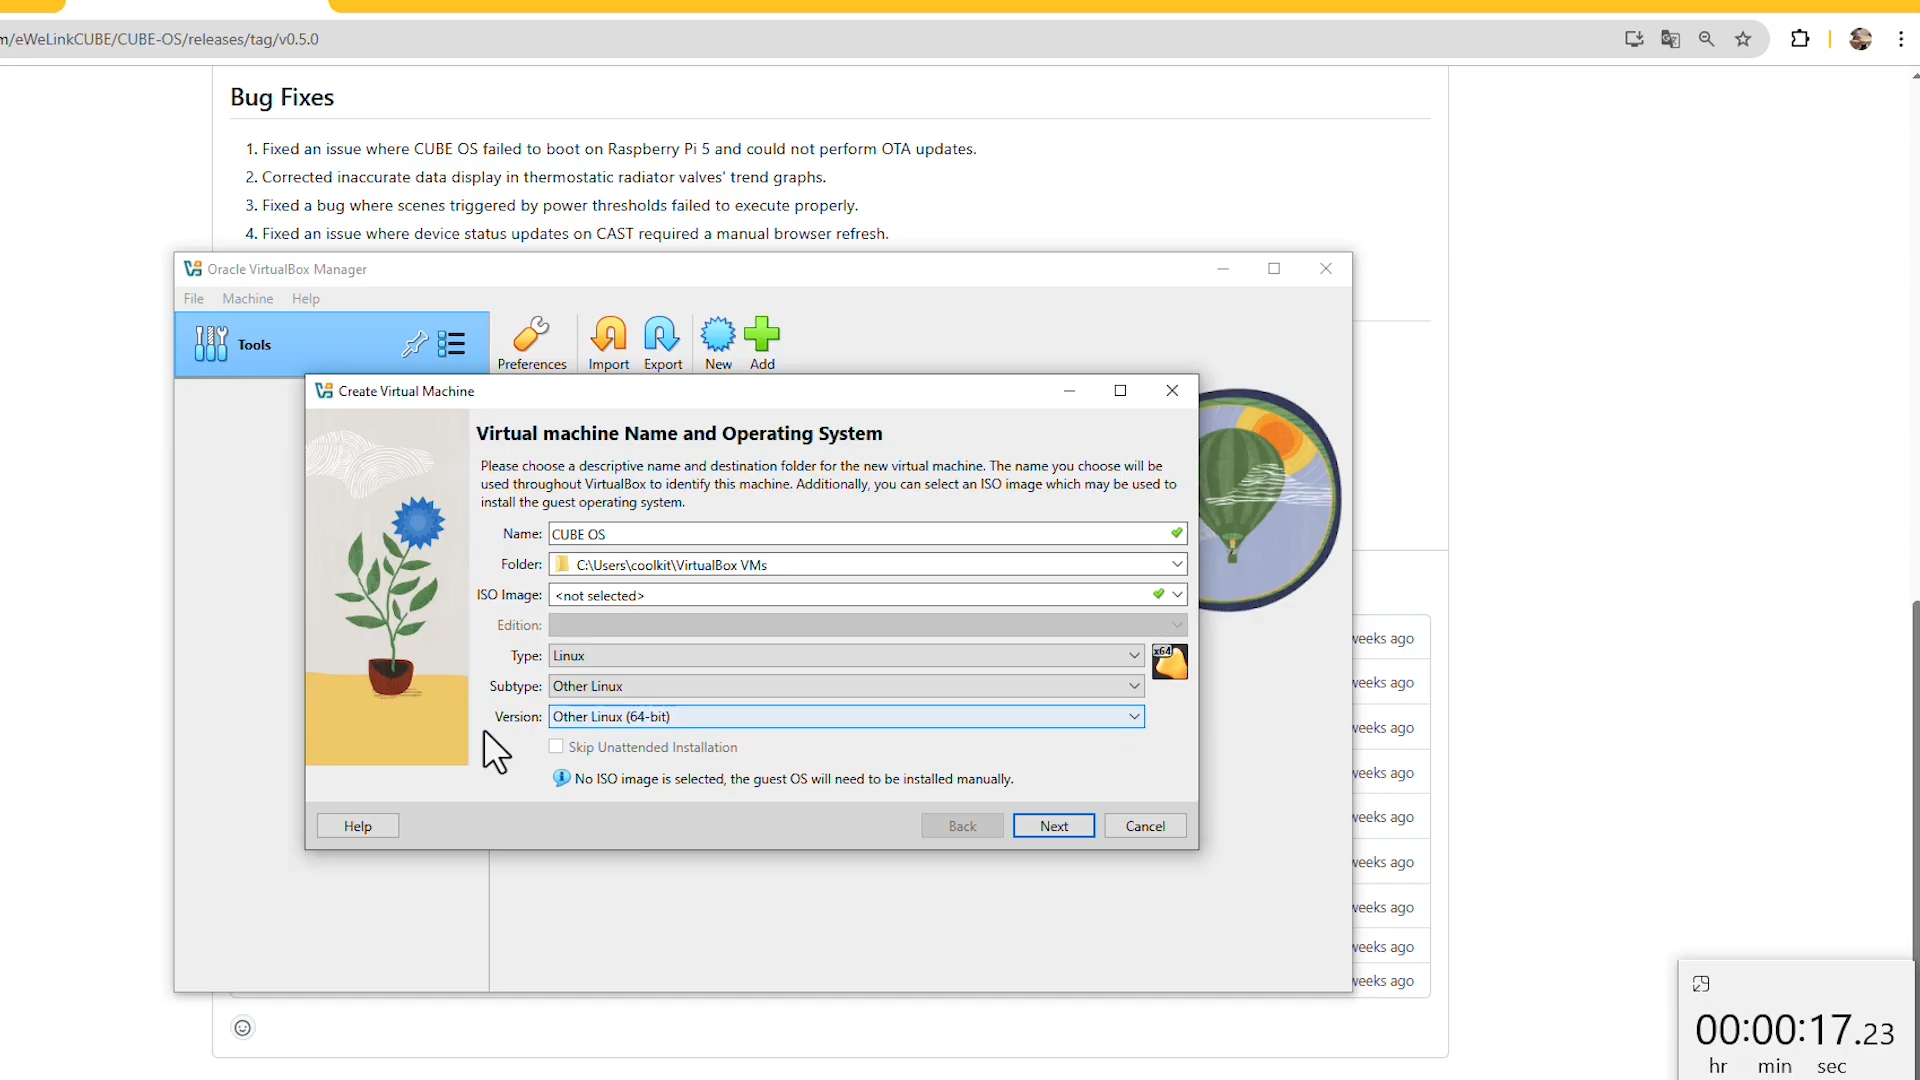 m/eWeLinkCUBE/CUBE-OS/releases/tag/v0.5.0
Bug Fixes
1. Fixed an issue where CUBE OS failed to boot on Raspberry Pi 5 and could not perform OTA updates.
2. Corrected inaccurate data display in thermostatic radiator valves' trend graphs.
3. Fixed a bug where scenes triggered by power thresholds failed to execute properly.
4. Fixed an issue where device status updates on CAST required a manual browser refresh.
Oracle VirtualBox Manager
File Machine Help
Tools
Preferences Import Export New Add
Create Virtual Machine
Virtual machine Name and Operating System
Please choose a descriptive name and destination folder for the new virtual machine. The name you choose will be
used throughout VirtualBox to identify this machine. Additionally, you can select an ISO image which may be used to
install the guest operating system.
Name: CUBE OS
Folder: C:\Users\coolkit\VirtualBox VMs
ISO Image: <not selected>
Edition:
Type: Linux
x64
Subtype: Other Linux
Version: Other Linux (64-bit)
Skip Unattended Installation
No ISO image is selected, the guest OS will need to be installed manually.
Help Back Next Cancel
weeks ago
weeks ago
weeks ago
weeks ago
weeks ago
weeks ago
weeks ago
weeks ago
weeks ago
00:00:17.23
hr min sec